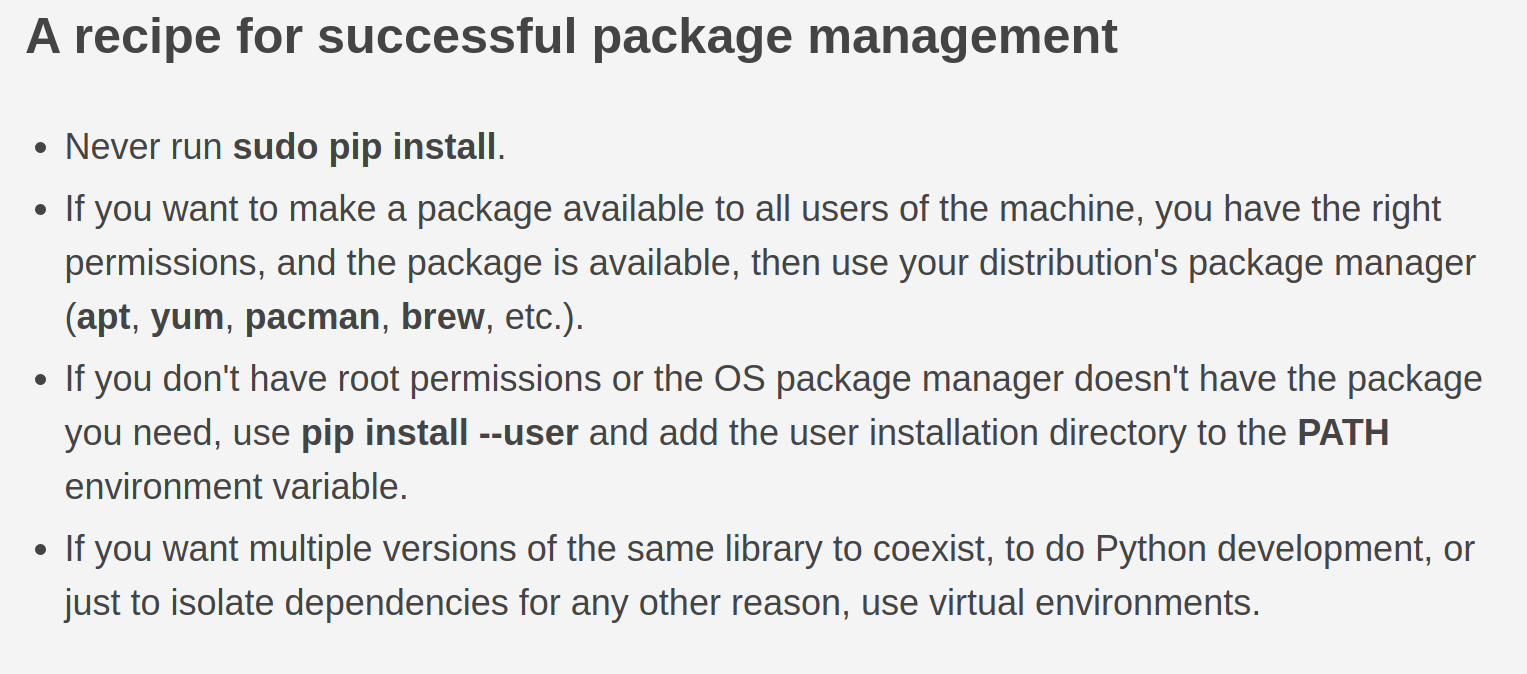 A recipe for successful package management
• Never run sudo pip install.
• If you want to make a package available to all users of the machine, you have the right
permissions, and the package is available, then use your distribution's package manager
(apt, yum, pacman, brew, etc.).
• If you don't have root permissions or the OS package manager doesn't have the package
you need, use pip install --user and add the user installation directory to the PATH
environment variable.
• If you want multiple versions of the same library to coexist, to do Python development, or
just to isolate dependencies for any other reason, use virtual environments.